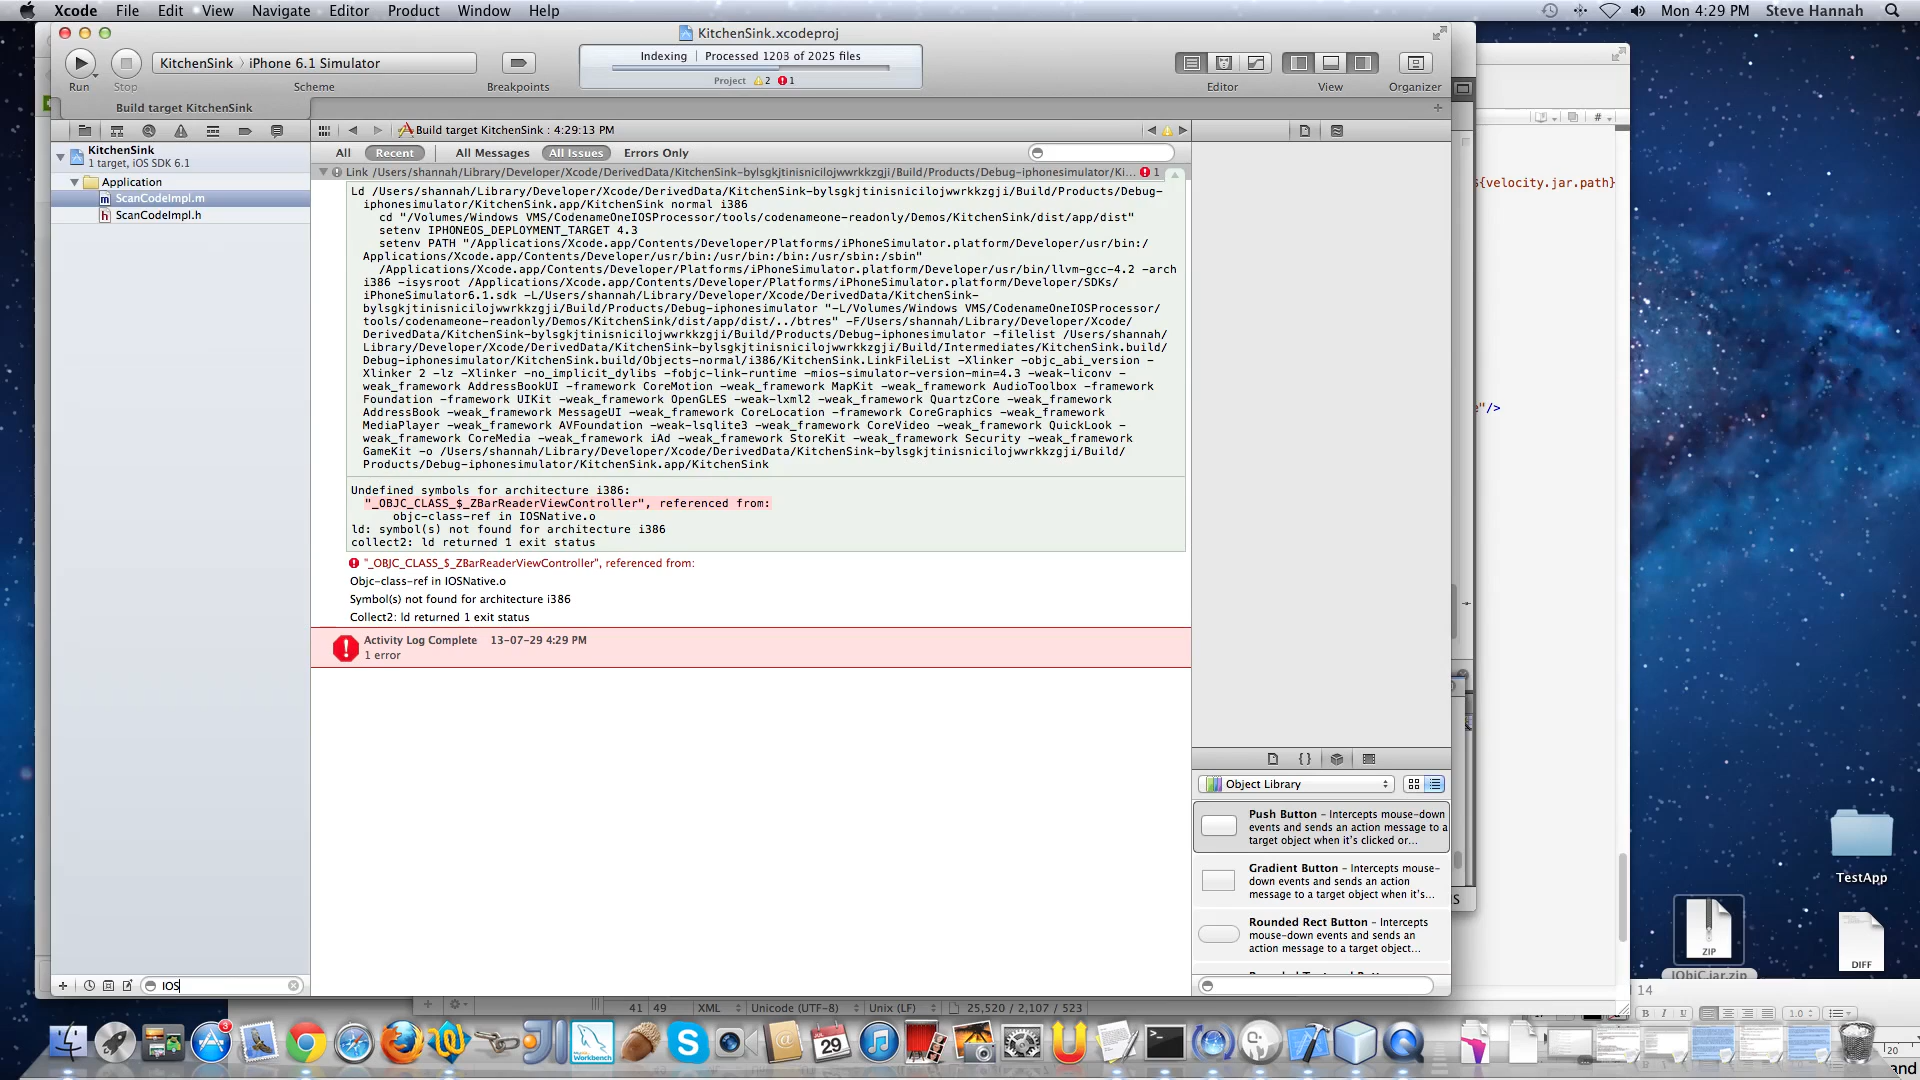 Xcode File Edit View Navigate Editor Product Window Help Mon 4:29 PM Steve Hannah
KitchenSink.xcodeproj
KitchenSink 〉 iPhone 6.1 Simulator
Indexing | Processed 1203 of 2025 files
Project 2 1
Run Stop Scheme Breakpoints Editor View Organizer
Build target KitchenSink
Build target KitchenSink : 4:29:13 PM
KitchenSink
1 target, iOS SDK 6.1
Application
ScanCodeImpl.m
ScanCodeImpl.h
All Recent All Messages All Issues Errors Only
Link /Users/shannah/Library/Developer/Xcode/DerivedData/KitchenSink-bylsgkjtinisnicilojwwrkkzgji/Build/Products/Debug-iphonesimulator/Ki... 1
Ld /Users/shannah/Library/Developer/Xcode/DerivedData/KitchenSink-bylsgkjtinisnicilojwwrkkzgji/Build/Products/Debug-
iphonesimulator/KitchenSink.app/KitchenSink normal i386
cd "/Volumes/Windows VMS/CodenameOneIOSProcessor/tools/codenameone-readonly/Demos/KitchenSink/dist/app/dist"
setenv IPHONEOS_DEPLOYMENT_TARGET 4.3
setenv PATH "/Applications/Xcode.app/Contents/Developer/Platforms/iPhoneSimulator.platform/Developer/usr/bin:/
Applications/Xcode.app/Contents/Developer/usr/bin:/usr/bin:/bin:/usr/sbin:/sbin"
/Applications/Xcode.app/Contents/Developer/Platforms/iPhoneSimulator.platform/Developer/usr/bin/llvm-gcc-4.2 -arch
i386 -isysroot /Applications/Xcode.app/Contents/Developer/Platforms/iPhoneSimulator.platform/Developer/SDKs/
iPhoneSimulator6.1.sdk -L/Users/shannah/Library/Developer/Xcode/DerivedData/KitchenSink-
bylsgkjtinisnicilojwwrkkzgji/Build/Products/Debug-iphonesimulator "-L/Volumes/Windows VMS/CodenameOneIOSProcessor/
tools/codenameone-readonly/Demos/KitchenSink/dist/app/dist/../btres" -F/Users/shannah/Library/Developer/Xcode/
DerivedData/KitchenSink-bylsgkjtinisnicilojwwrkkzgji/Build/Products/Debug-iphonesimulator -filelist /Users/shannah/
Library/Developer/Xcode/DerivedData/KitchenSink-bylsgkjtinisnicilojwwrkkzgji/Build/Intermediates/KitchenSink.build/
Debug-iphonesimulator/KitchenSink.build/Objects-normal/i386/KitchenSink.LinkFileList -Xlinker -objc_abi_version -
Xlinker 2 -lz -Xlinker -no_implicit_dylibs -fobjc-link-runtime -mios-simulator-version-min=4.3 -weak-liconv -
weak_framework AddressBookUI -framework CoreMotion -weak_framework MapKit -weak_framework AudioToolbox -framework
Foundation -framework UIKit -weak_framework OpenGLES -weak-lxml2 -weak_framework QuartzCore -weak_framework
AddressBook -weak_framework MessageUI -weak_framework CoreLocation -framework CoreGraphics -weak_framework
MediaPlayer -weak_framework AVFoundation -weak-lsqlite3 -weak_framework CoreVideo -weak_framework QuickLook -
weak_framework CoreMedia -weak_framework iAd -weak_framework StoreKit -weak_framework Security -weak_framework
GameKit -o /Users/shannah/Library/Developer/Xcode/DerivedData/KitchenSink-bylsgkjtinisnicilojwwrkkzgji/Build/
Products/Debug-iphonesimulator/KitchenSink.app/KitchenSink
Undefined symbols for architecture i386:
"_OBJC_CLASS_$_ZBarReaderViewController", referenced from:
objc-class-ref in IOSNative.o
ld: symbol(s) not found for architecture i386
collect2: ld returned 1 exit status
"_OBJC_CLASS_$_ZBarReaderViewController", referenced from:
Objc-class-ref in IOSNative.o
Symbol(s) not found for architecture i386
Collect2: ld returned 1 exit status
Activity Log Complete 13-07-29 4:29 PM
1 error
Object Library
Push Button – Intercepts mouse-down
events and sends an action message to a
target object when it's clicked or...
Gradient Button – Intercepts mouse-
down events and sends an action
message to a target object when it's...
Rounded Rect Button – Intercepts
mouse-down events and sends an
action message to a target object...
IOS
{velocity.jar.path}
"/>
TestApp
ZIP
DIFF
14
41 49 XML Unicode (UTF-8) Unix (LF) 25,520 / 2,107 / 523
B I U 1.0
3
29
MySQL
Workbench
20
and